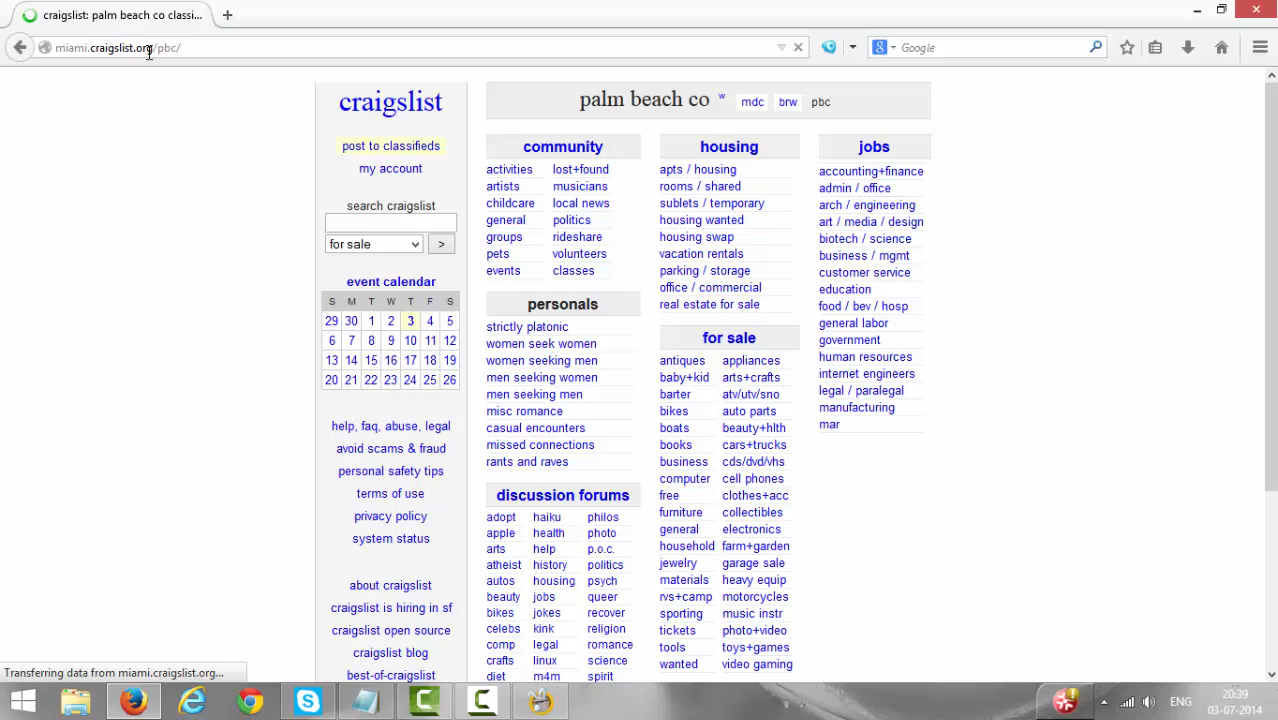 craigslist: palm beach co classi...
miami.craigslist.org/pbc/
Google
craigslist
post to classifieds
my account
search craigslist
for sale
>
event calendar
S M T W T F S
29 30 1 2 3 4 5
6 7 8 9 10 11 12
13 14 15 16 17 18 19
20 21 22 23 24 25 26
help, faq, abuse, legal
avoid scams & fraud
personal safety tips
terms of use
privacy policy
system status
about craigslist
craigslist is hiring in sf
craigslist open source
craigslist blog
best-of-craigslist
palm beach co w mdc brw pbc
community
activities lost+found
artists musicians
childcare local news
general politics
groups rideshare
pets volunteers
events classes
personals
strictly platonic
women seek women
women seeking men
men seeking women
men seeking men
misc romance
casual encounters
missed connections
rants and raves
discussion forums
adopt haiku philos
apple health photo
arts help p.o.c.
atheist history politics
autos housing psych
beauty jobs queer
bikes jokes recover
celebs kink religion
comp legal romance
crafts linux science
diet m4m spirit
housing
apts / housing
rooms / shared
sublets / temporary
housing wanted
housing swap
vacation rentals
parking / storage
office / commercial
real estate for sale
for sale
antiques appliances
baby+kid arts+crafts
barter atv/utv/sno
bikes auto parts
boats beauty+hlth
books cars+trucks
business cds/dvd/vhs
computer cell phones
free clothes+acc
furniture collectibles
general electronics
household farm+garden
jewelry garage sale
materials heavy equip
rvs+camp motorcycles
sporting music instr
tickets photo+video
tools toys+games
wanted video gaming
jobs
accounting+finance
admin / office
arch / engineering
art / media / design
biotech / science
business / mgmt
customer service
education
food / bev / hosp
general labor
government
human resources
internet engineers
legal / paralegal
manufacturing
mar
Transferring data from miami.craigslist.org...
ENG
20:39
03-07-2014